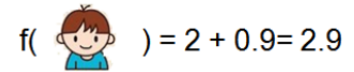 f( ) = 2 + 0.9= 2.9